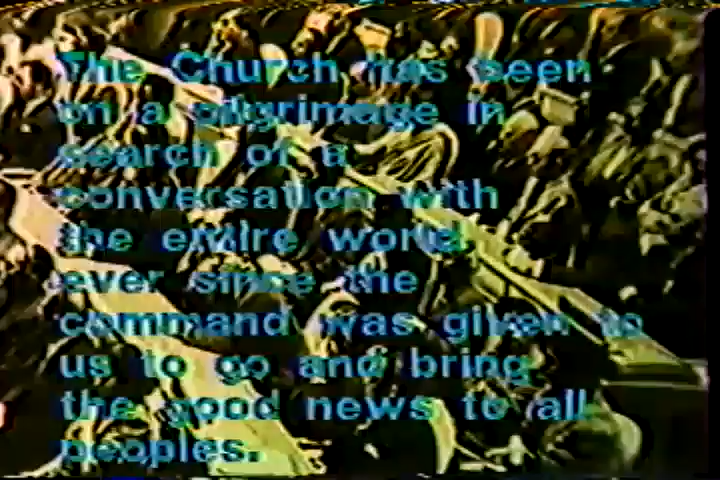 The Church has been
on a pilgrimage in
search of a
conversation with
the entire world
ever since the
command was given to
us to go and bring
the good news to all
peoples.